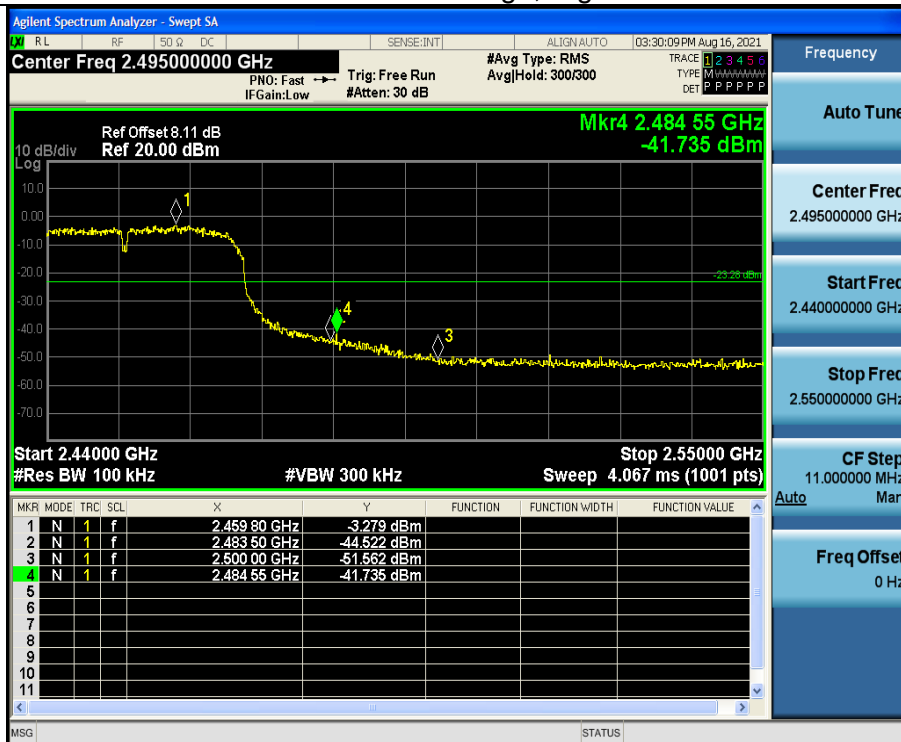 Agilent Spectrum Analyzer - Swept SA
LXI RL RF 50 Ω DC SENSE:INT ALIGN AUTO 03:30:09 PM Aug 16, 2021
Center Freq 2.495000000 GHz
#Avg Type: RMS
Avg|Hold: 300/300
PNO: Fast
IFGain:Low
Trig: Free Run
#Atten: 30 dB
TRACE 1 2 3 4 5 6
TYPE M
DET P P P P P P
Mkr4 2.484 55 GHz
-41.735 dBm
Ref Offset 8.11 dB
10 dB/div Ref 20.00 dBm
Log
10.0
0.00
-10.0
-20.0
-30.0
-40.0
-50.0
-60.0
-70.0
1
-23.28 dBm
4
3
Start 2.44000 GHz Stop 2.55000 GHz
#Res BW 100 kHz #VBW 300 kHz Sweep 4.067 ms (1001 pts)
MKR MODE TRC SCL X Y FUNCTION FUNCTION WIDTH FUNCTION VALUE
1 N 1 f 2.459 80 GHz -3.279 dBm
2 N 1 f 2.483 50 GHz -44.522 dBm
3 N 1 f 2.500 00 GHz -51.562 dBm
4 N 1 f 2.484 55 GHz -41.735 dBm
5
6
7
8
9
10
11
MSG STATUS
Frequency
Auto Tune
Center Freq
2.495000000 GHz
Start Freq
2.440000000 GHz
Stop Freq
2.550000000 GHz
CF Step
11.000000 MHz
Auto Man
Freq Offset
0 Hz